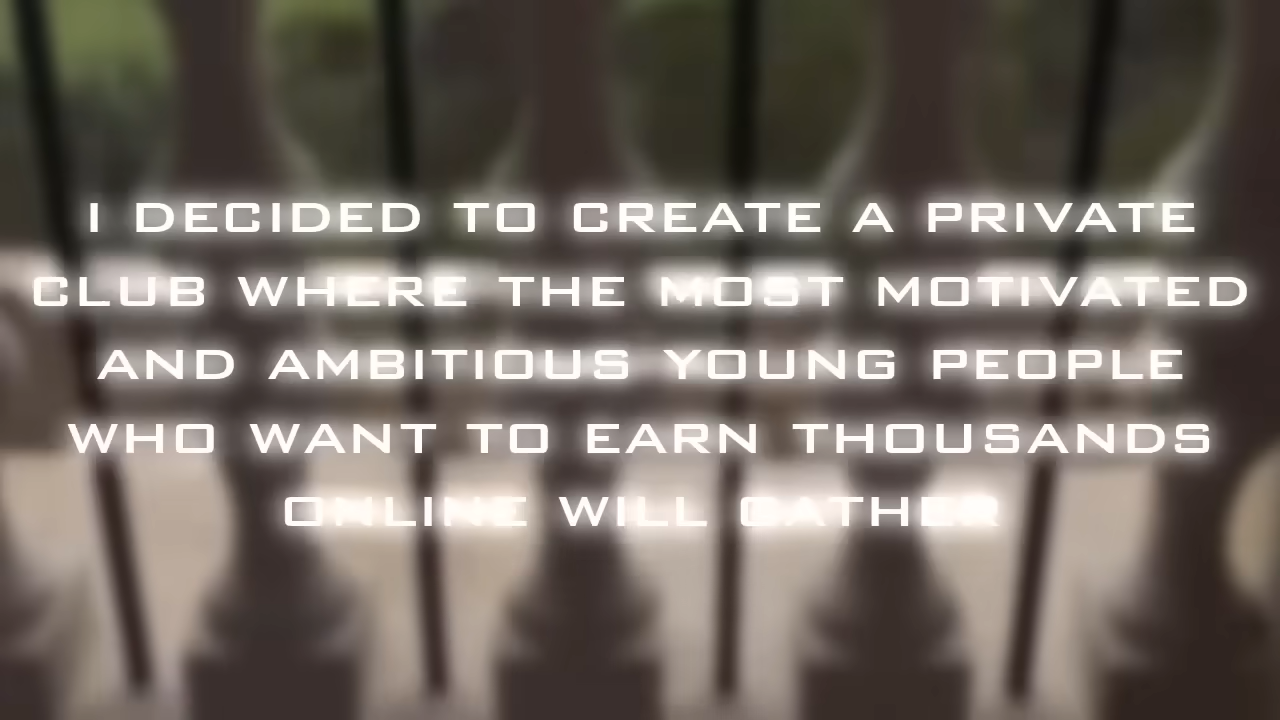 I DECIDED TO CREATE A PRIVATE
CLUB WHERE THE MOST MOTIVATED
AND AMBITIOUS YOUNG PEOPLE
WHO WANT TO EARN THOUSANDS
ONLINE WILL GATHER